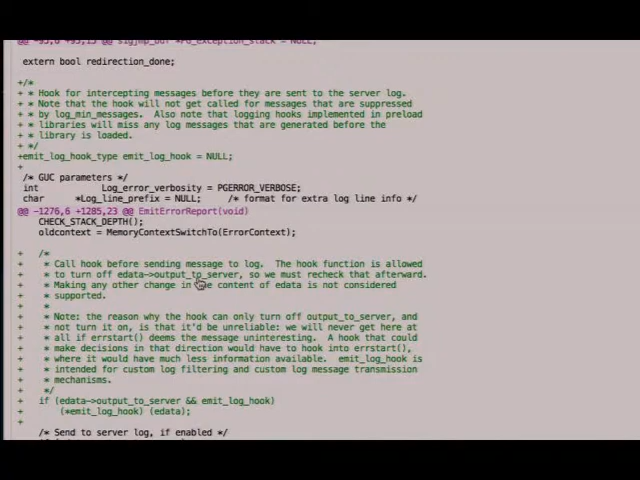 @@ -93,6 +93,15 @@ sigjmp_buf *PG_exception_stack = NULL;
extern bool redirection_done;
+/*
+ * Hook for intercepting messages before they are sent to the server log.
+ * Note that the hook will not get called for messages that are suppressed
+ * by log_min_messages.  Also note that logging hooks implemented in preload
+ * libraries will miss any log messages that are generated before the
+ * library is loaded.
+ */
+emit_log_hook_type emit_log_hook = NULL;
+
/* GUC parameters */
int Log_error_verbosity = PGERROR_VERBOSE;
char *Log_line_prefix = NULL; /* format for extra log line info */
@@ -1276,6 +1285,23 @@ EmitErrorReport(void)
CHECK_STACK_DEPTH();
oldcontext = MemoryContextSwitchTo(ErrorContext);
+ /*
+ * Call hook before sending message to log.  The hook function is allowed
+ * to turn off edata->output_to_server, so we must recheck that afterward.
+ * Making any other change in the content of edata is not considered
+ * supported.
+ *
+ * Note: the reason why the hook can only turn off output_to_server, and
+ * not turn it on, is that it'd be unreliable: we will never get here at
+ * all if errstart() deems the message uninteresting.  A hook that could
+ * make decisions in that direction would have to hook into errstart(),
+ * where it would have much less information available.  emit_log_hook is
+ * intended for custom log filtering and custom log message transmission
+ * mechanisms.
+ */
+ if (edata->output_to_server && emit_log_hook)
+ (*emit_log_hook) (edata);
+
/* Send to server log, if enabled */